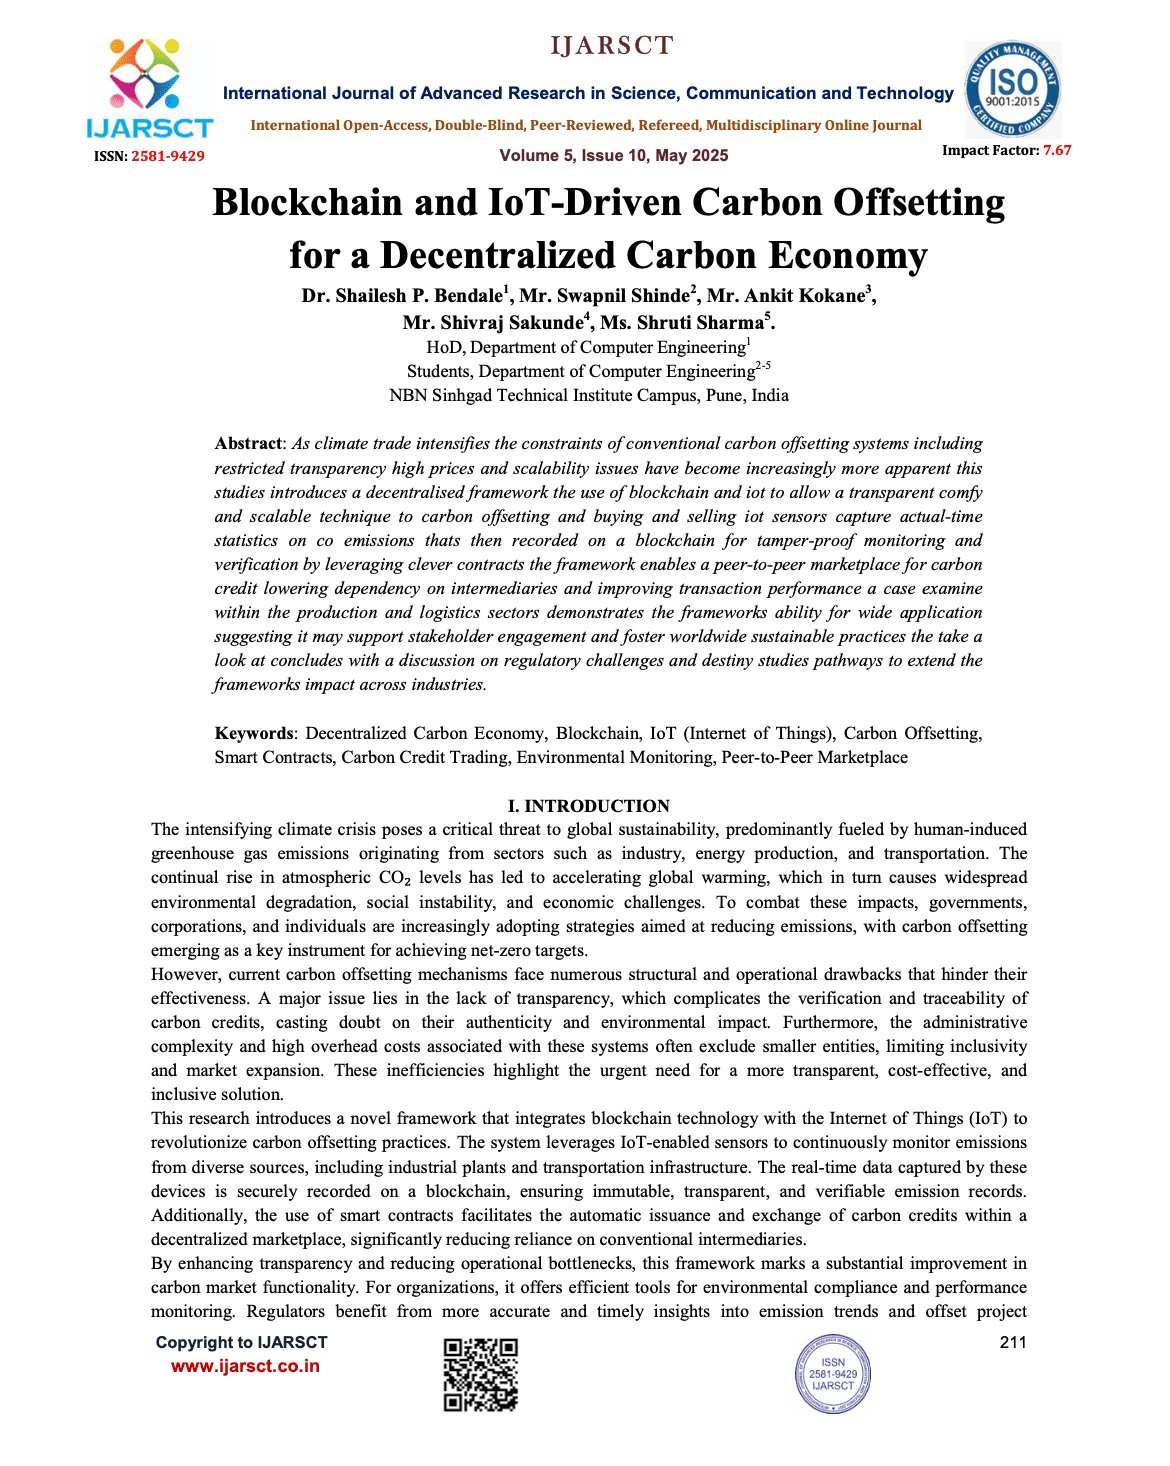 IJARSCT
International Journal of Advanced Research in Science, Communication and Technology
International Open-Access, Double-Blind, Peer-Reviewed, Refereed, Multidisciplinary Online Journal
Volume 5, Issue 10, May 2025
IJARSCT
ISSN: 2581-9429
QUALITY MANAGEMENT
ISO
9001:2015
CERTIFIED COMPANY
Impact Factor: 7.67
Blockchain and IoT-Driven Carbon Offsetting
for a Decentralized Carbon Economy
Dr. Shailesh P. Bendale¹, Mr. Swapnil Shinde², Mr. Ankit Kokane³,
Mr. Shivraj Sakunde⁴, Ms. Shruti Sharma⁵.
HoD, Department of Computer Engineering¹
Students, Department of Computer Engineering²⁻⁵
NBN Sinhgad Technical Institute Campus, Pune, India
Abstract: As climate trade intensifies the constraints of conventional carbon offsetting systems including
restricted transparency high prices and scalability issues have become increasingly more apparent this
studies introduces a decentralised framework the use of blockchain and iot to allow a transparent comfy
and scalable technique to carbon offsetting and buying and selling iot sensors capture actual-time
statistics on co emissions thats then recorded on a blockchain for tamper-proof monitoring and
verification by leveraging clever contracts the framework enables a peer-to-peer marketplace for carbon
credit lowering dependency on intermediaries and improving transaction performance a case examine
within the production and logistics sectors demonstrates the frameworks ability for wide application
suggesting it may support stakeholder engagement and foster worldwide sustainable practices the take a
look at concludes with a discussion on regulatory challenges and destiny studies pathways to extend the
frameworks impact across industries.
Keywords: Decentralized Carbon Economy, Blockchain, IoT (Internet of Things), Carbon Offsetting,
Smart Contracts, Carbon Credit Trading, Environmental Monitoring, Peer-to-Peer Marketplace
I. INTRODUCTION
The intensifying climate crisis poses a critical threat to global sustainability, predominantly fueled by human-induced
greenhouse gas emissions originating from sectors such as industry, energy production, and transportation. The
continual rise in atmospheric CO₂ levels has led to accelerating global warming, which in turn causes widespread
environmental degradation, social instability, and economic challenges. To combat these impacts, governments,
corporations, and individuals are increasingly adopting strategies aimed at reducing emissions, with carbon offsetting
emerging as a key instrument for achieving net-zero targets.
However, current carbon offsetting mechanisms face numerous structural and operational drawbacks that hinder their
effectiveness. A major issue lies in the lack of transparency, which complicates the verification and traceability of
carbon credits, casting doubt on their authenticity and environmental impact. Furthermore, the administrative
complexity and high overhead costs associated with these systems often exclude smaller entities, limiting inclusivity
and market expansion. These inefficiencies highlight the urgent need for a more transparent, cost-effective, and
inclusive solution.
This research introduces a novel framework that integrates blockchain technology with the Internet of Things (IoT) to
revolutionize carbon offsetting practices. The system leverages IoT-enabled sensors to continuously monitor emissions
from diverse sources, including industrial plants and transportation infrastructure. The real-time data captured by these
devices is securely recorded on a blockchain, ensuring immutable, transparent, and verifiable emission records.
Additionally, the use of smart contracts facilitates the automatic issuance and exchange of carbon credits within a
decentralized marketplace, significantly reducing reliance on conventional intermediaries.
By enhancing transparency and reducing operational bottlenecks, this framework marks a substantial improvement in
carbon market functionality. For organizations, it offers efficient tools for environmental compliance and performance
monitoring. Regulators benefit from more accurate and timely insights into emission trends and offset project
Copyright to IJARSCT
www.ijarsct.co.in
ISSN
2581-9429
IJARSCT
211